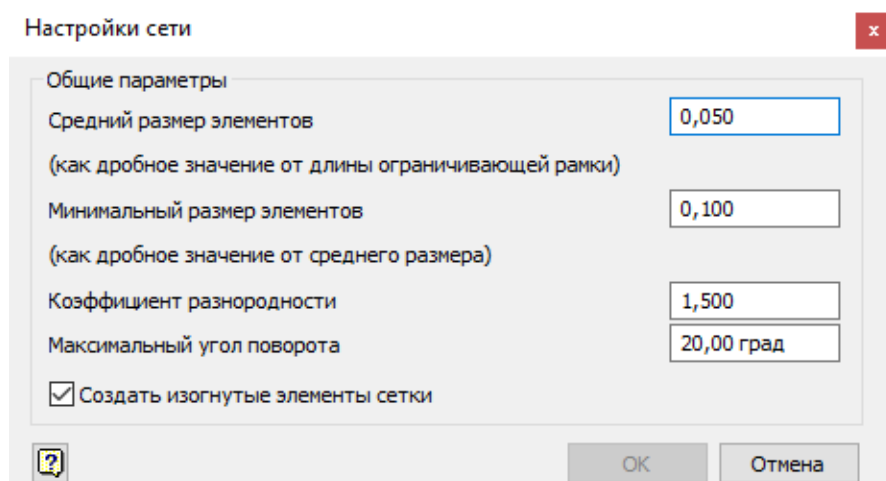 Настройки сети
x
Общие параметры
Средний размер элементов 0,050
(как дробное значение от длины ограничивающей рамки)
Минимальный размер элементов 0,100
(как дробное значение от среднего размера)
Коэффициент разнородности 1,500
Максимальный угол поворота 20,00 град
Создать изогнутые элементы сетки
? OK Отмена